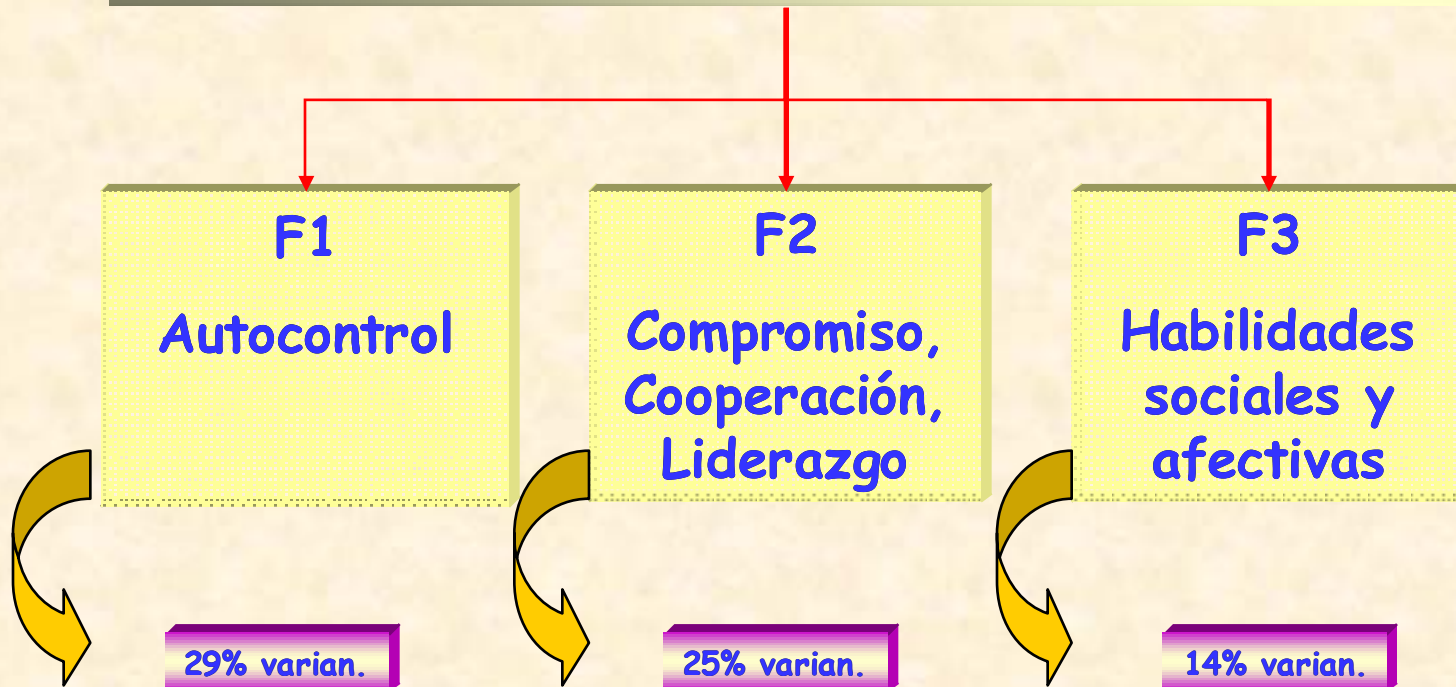 F1
Autocontrol
F2
Compromiso,
Cooperación,
Liderazgo
F3
Habilidades
sociales y
afectivas
29% varian.
25% varian.
14% varian.